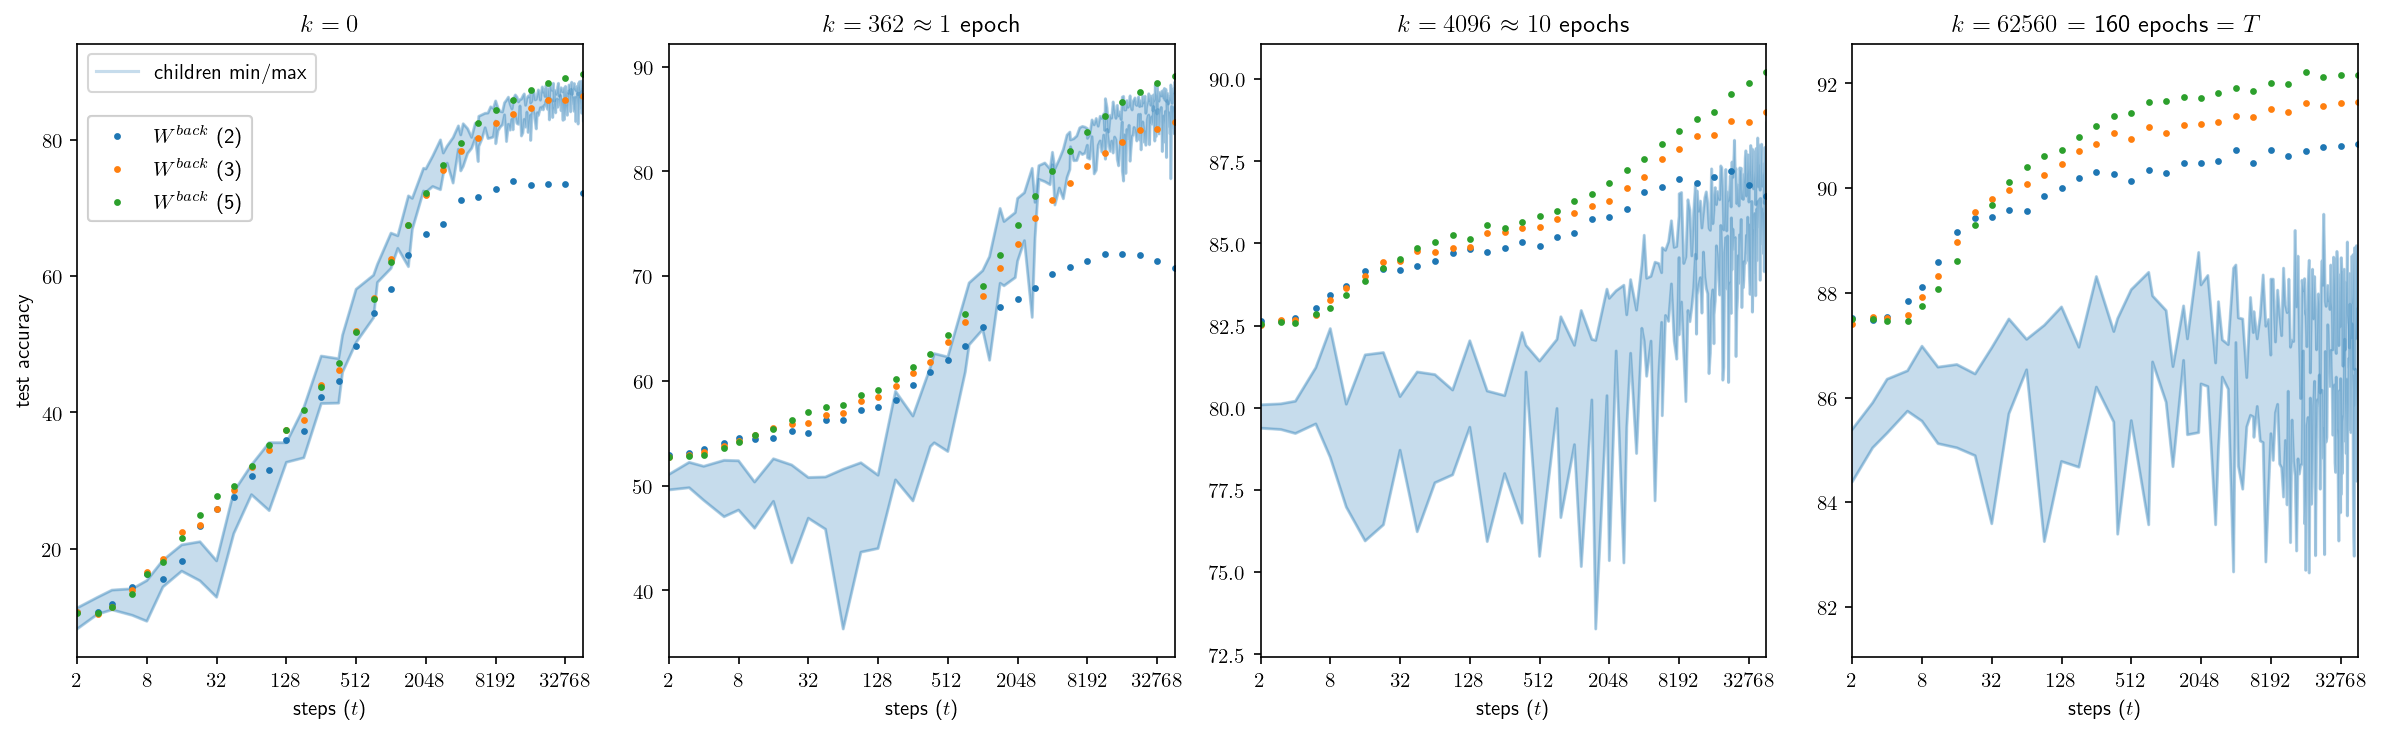 k = 0
k = 362 ≈ 1 epoch
k = 4096 ≈ 10 epochs
k = 62560 = 160 epochs = T
children min/max
W^{back} (2)
W^{back} (3)
W^{back} (5)
test accuracy
80
60
40
20
2 8 32 128 512 2048 8192 32768
steps (t)
90
80
70
60
50
40
2 8 32 128 512 2048 8192 32768
steps (t)
90.0
87.5
85.0
82.5
80.0
77.5
75.0
72.5
2 8 32 128 512 2048 8192 32768
steps (t)
92
90
88
86
84
82
2 8 32 128 512 2048 8192 32768
steps (t)